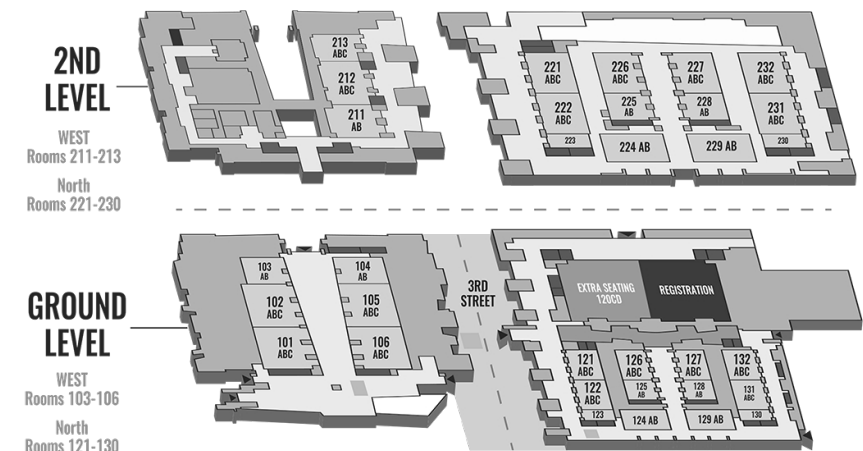 2ND
LEVEL
WEST
Rooms 211-213
North
Rooms 221-230
213
ABC
212
ABC
211
AB
221
ABC
222
ABC
223
226
ABC
225
AB
224 AB
227
ABC
228
AB
229 AB
232
ABC
231
ABC
230
GROUND
LEVEL
WEST
Rooms 103-106
North
Rooms 121-130
103
AB
102
ABC
101
ABC
104
AB
105
ABC
106
ABC
3RD
STREET
EXTRA SEATING
120CD
REGISTRATION
121
ABC
122
ABC
123
126
ABC
125
AB
124 AB
127
ABC
128
AB
129 AB
132
ABC
131
ABC
130